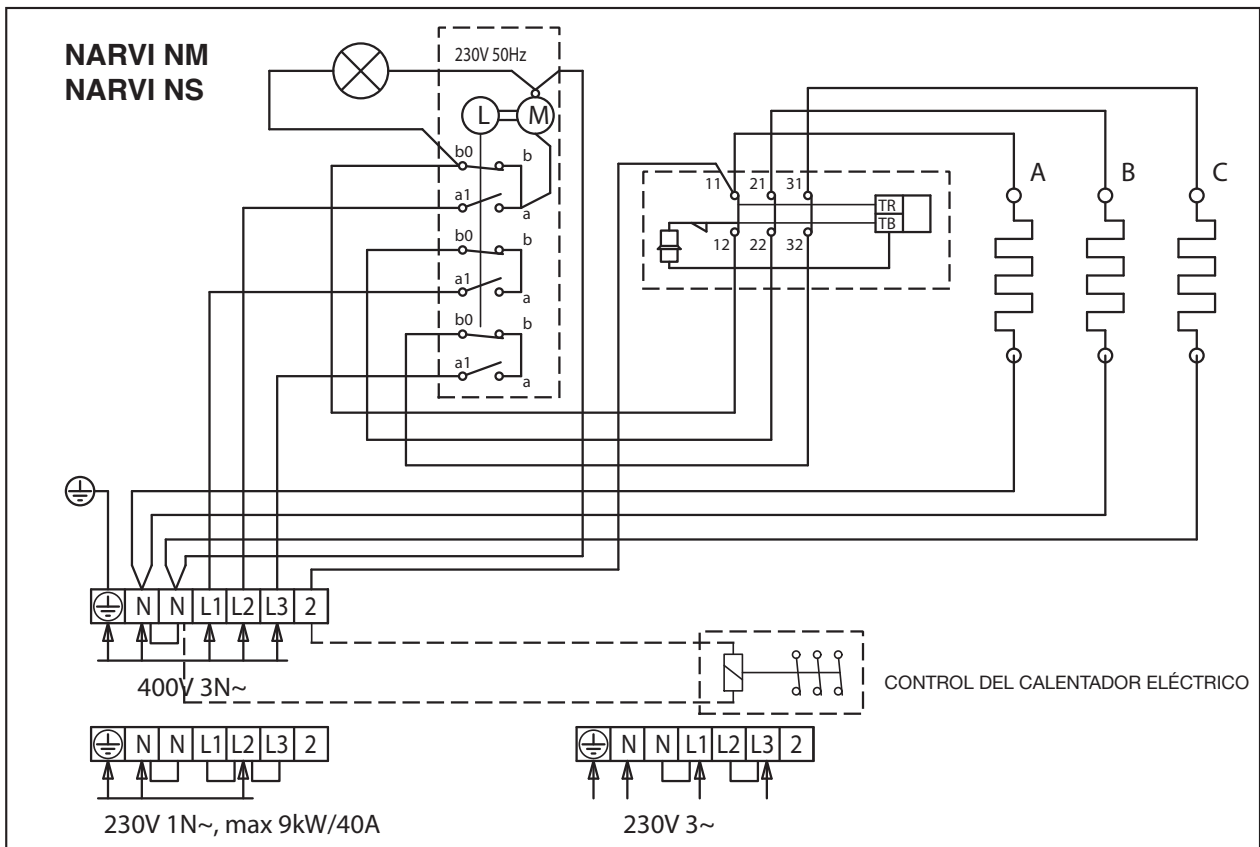 NARVI NM
NARVI NS
230V 50Hz
L M
b0 b
a1 a
b0 b
a1 a
b0 b
a1 a
11 21 31
12 22 32
TR
TB
A B C
N N L1 L2 L3 2
400V 3N~
CONTROL DEL CALENTADOR ELÉCTRICO
N N L1 L2 L3 2
230V 1N~, max 9kW/40A
N N L1 L2 L3 2
230V 3~